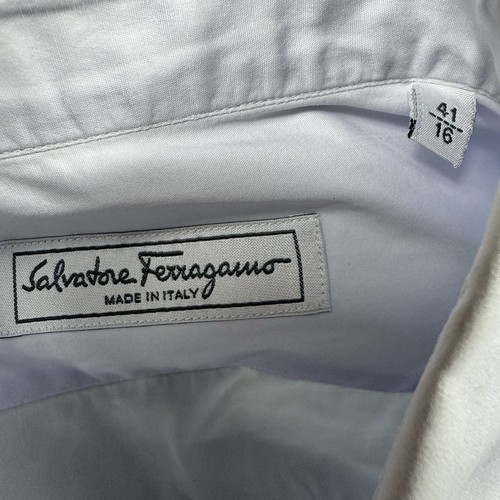 41
16
Salvatore Ferragamo
MADE IN ITALY